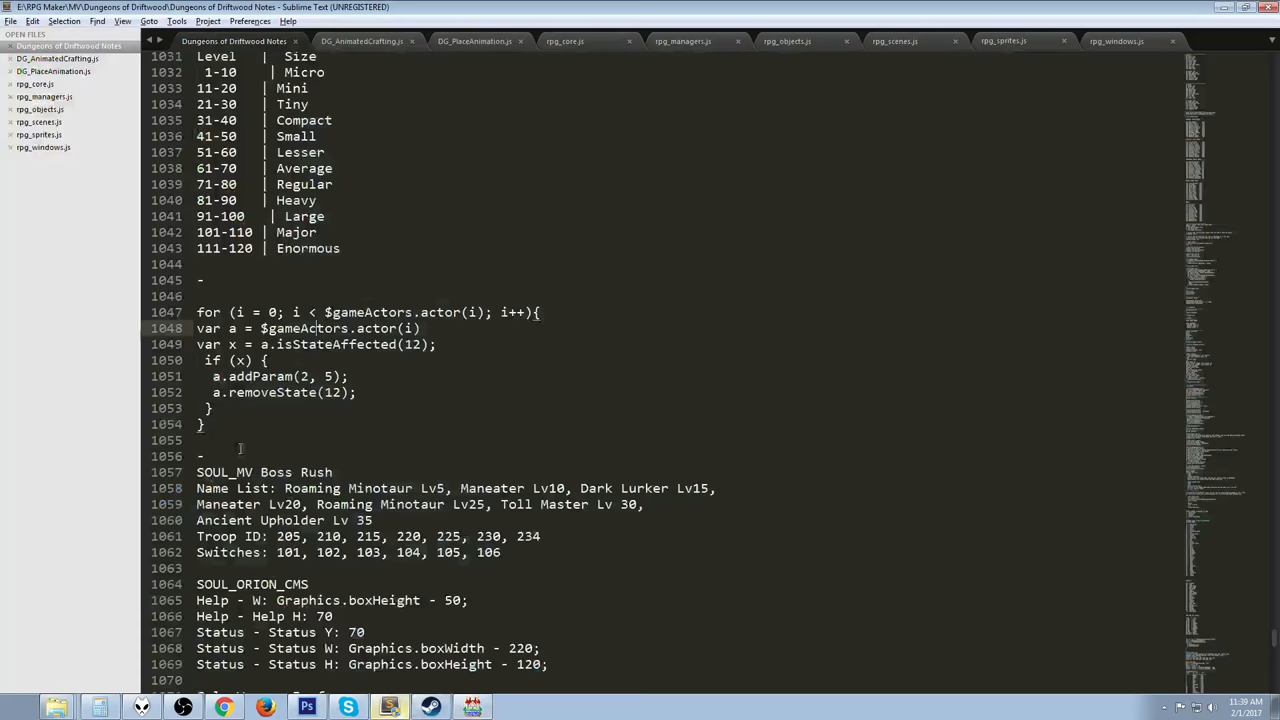 E:\RPG Maker\MV\Dungeons of Driftwood\Dungeons of Driftwood Notes - Sublime Text (UNREGISTERED)
File Edit Selection Find View Goto Tools Project Preferences Help
OPEN FILES
Dungeons of Driftwood Notes
DG_AnimatedCrafting.js
DG_PlaceAnimation.js
rpg_core.js
rpg_managers.js
rpg_objects.js
rpg_scenes.js
rpg_sprites.js
rpg_windows.js
Dungeons of Driftwood Notes DG_AnimatedCrafting.js DG_PlaceAnimation.js rpg_core.js rpg_managers.js rpg_objects.js rpg_scenes.js rpg_sprites.js rpg_windows.js
1031 Level | Size
1032 1-10 | Micro
1033 11-20 | Mini
1034 21-30 | Tiny
1035 31-40 | Compact
1036 41-50 | Small
1037 51-60 | Lesser
1038 61-70 | Average
1039 71-80 | Regular
1040 81-90 | Heavy
1041 91-100 | Large
1042 101-110 | Major
1043 111-120 | Enormous
1044
1045 -
1046
1047 for (i = 0; i < $gameActors.actor(i); i++){
1048 var a = $gameActors.actor(i)
1049 var x = a.isStateAffected(12);
1050 if (x) {
1051 a.addParam(2, 5);
1052 a.removeState(12);
1053 }
1054 }
1055
1056 -
1057 SOUL_MV Boss Rush
1058 Name List: Roaming Minotaur Lv5, Maneater Lv10, Dark Lurker Lv15,
1059 Maneater Lv20, Roaming Minotaur Lv25, Doll Master Lv 30,
1060 Ancient Upholder Lv 35
1061 Troop ID: 205, 210, 215, 220, 225, 230, 234
1062 Switches: 101, 102, 103, 104, 105, 106
1063
1064 SOUL_ORION_CMS
1065 Help - W: Graphics.boxHeight - 50;
1066 Help - Help H: 70
1067 Status - Status Y: 70
1068 Status - Status W: Graphics.boxWidth - 220;
1069 Status - Status H: Graphics.boxHeight - 120;
11:39 AM
2/1/2017